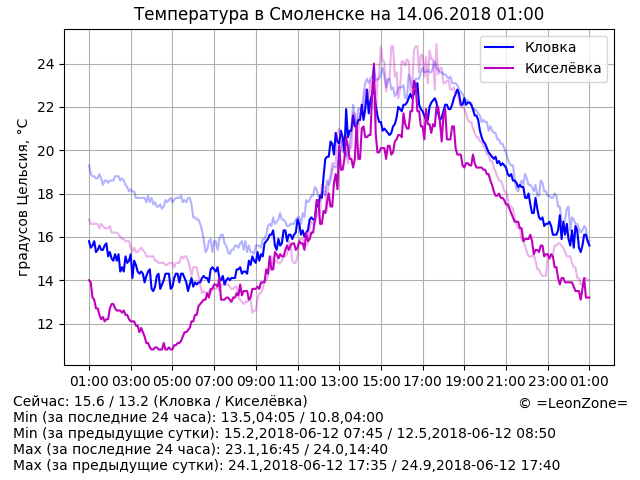 Температура в Смоленске на 14.06.2018 01:00
Кловка
Киселёвка
градусов Цельсия, °C
24
22
20
18
16
14
12
01:00 03:00 05:00 07:00 09:00 11:00 13:00 15:00 17:00 19:00 21:00 23:00 01:00
Сейчас: 15.6 / 13.2 (Кловка / Киселёвка)
© =LeonZone=
Min (за последние 24 часа): 13.5,04:05 / 10.8,04:00
Min (за предыдущие сутки): 15.2,2018-06-12 07:45 / 12.5,2018-06-12 08:50
Max (за последние 24 часа): 23.1,16:45 / 24.0,14:40
Max (за предыдущие сутки): 24.1,2018-06-12 17:35 / 24.9,2018-06-12 17:40